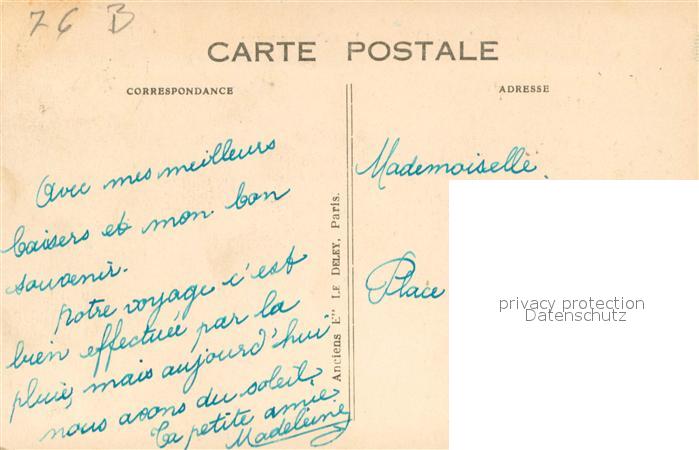 76 B
CARTE POSTALE
CORRESPONDANCE
ADRESSE
Avec mes meilleurs
baisers et mon bon
souvenir.
Notre voyage c'est
bien effectuée par la
pluie, mais aujourd'hui
nous avons du soleil.
Ta petite amie
Madeleine
Anciens Etˢ LE DELEY, Paris.
Mademoiselle
Place
privacy protection
Datenschutz